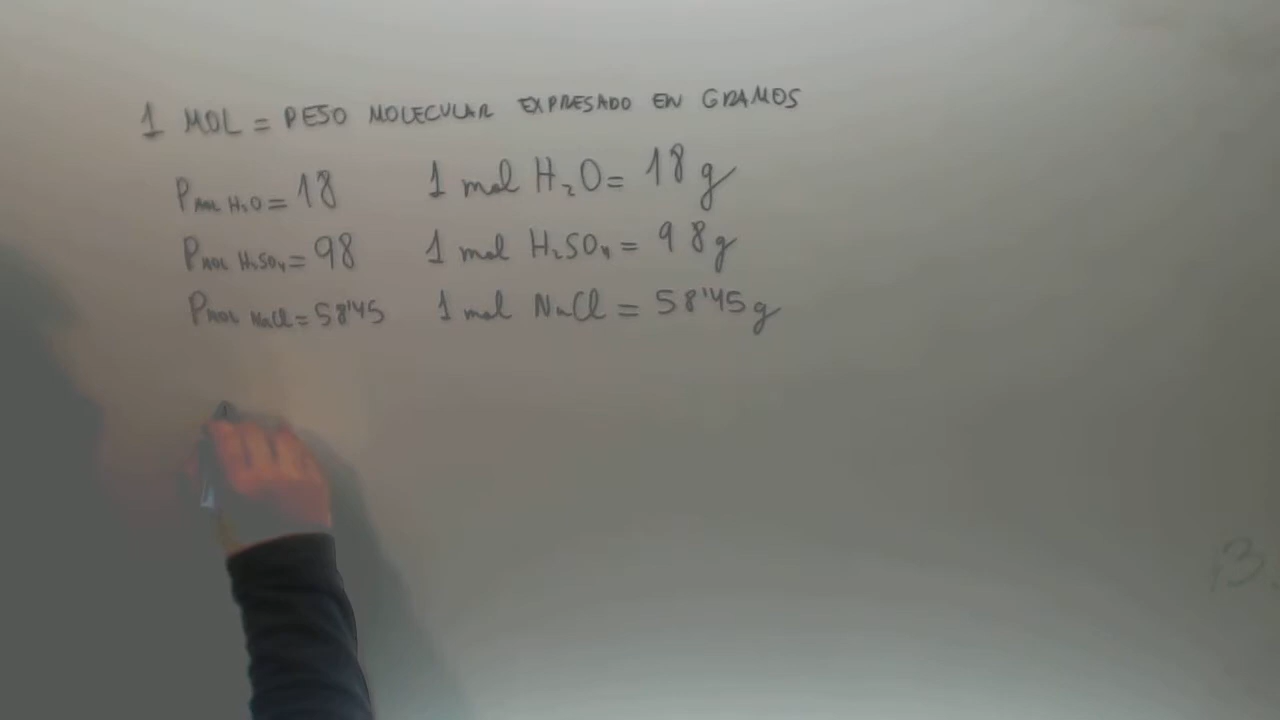 1 MOL = PESO MOLECULAR EXPRESADO EN GRAMOS
PMOL H₂O = 18 1 mol H₂O = 18 g
PMOL H₂SO₄ = 98 1 mol H₂SO₄ = 98 g
PMOL NaCl = 58'45 1 mol NaCl = 58'45 g
13